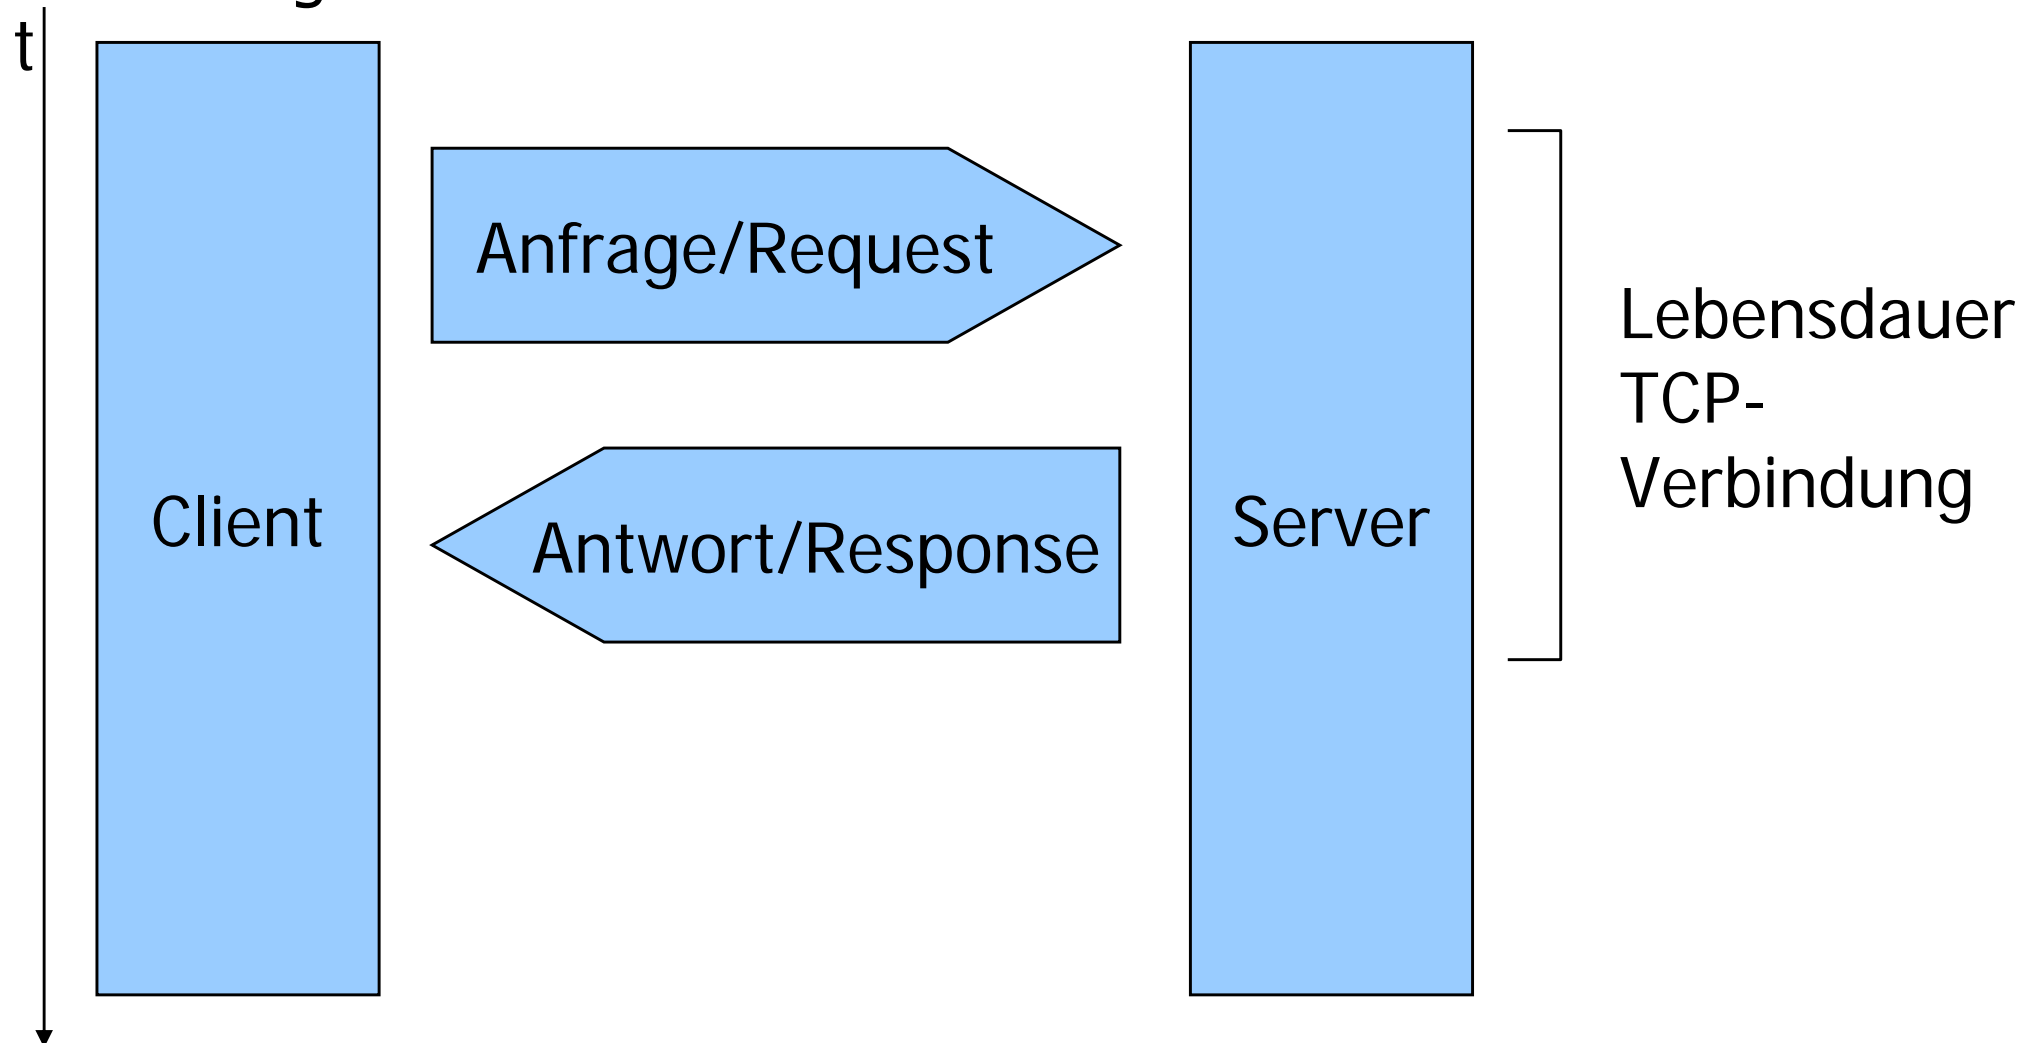 t
Anfrage/Request
Lebensdauer
TCP-
Verbindung
Client
Server
Antwort/Response